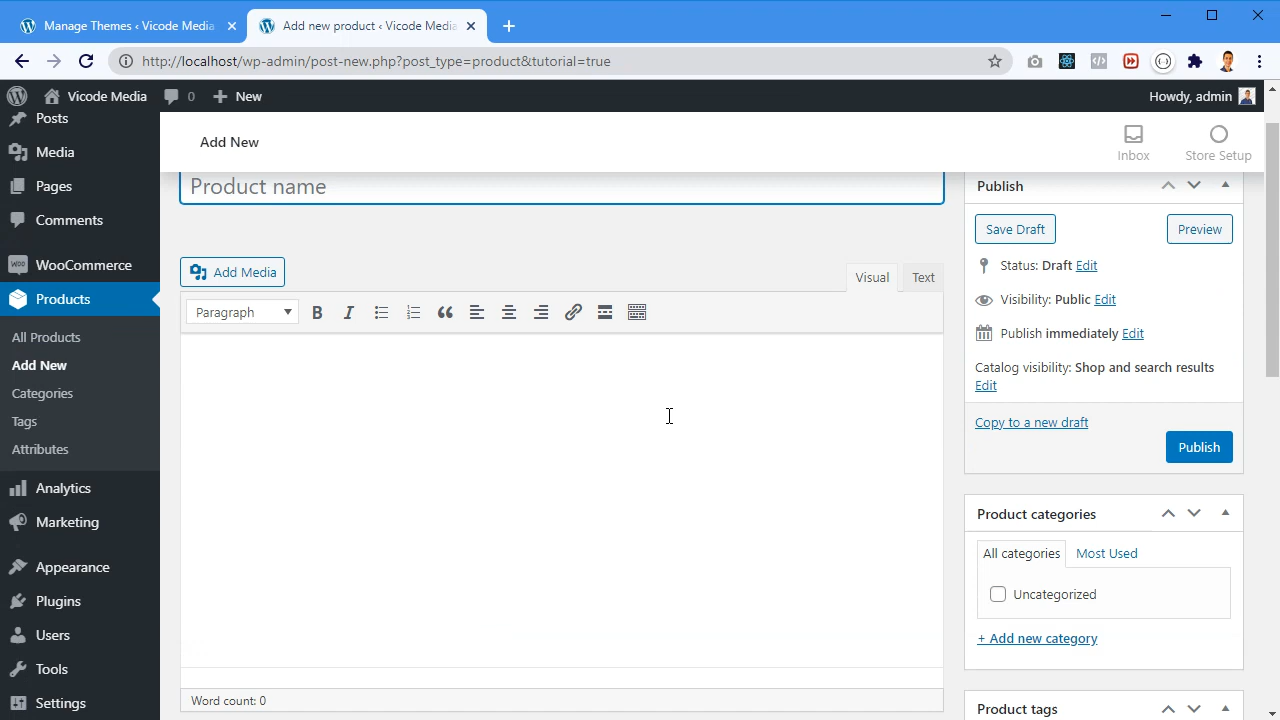 Manage Themes ‹ Vicode Media
Add new product ‹ Vicode Media
http://localhost/wp-admin/post-new.php?post_type=product&tutorial=true
Vicode Media
0
New
Howdy, admin
Posts
Media
Pages
Comments
WooCommerce
Products
All Products
Add New
Categories
Tags
Attributes
Analytics
Marketing
Appearance
Plugins
Users
Tools
Settings
Add New
Inbox
Store Setup
Product name
Add Media
Visual
Text
Paragraph
B I
Word count: 0
Publish
Save Draft
Preview
Status: Draft Edit
Visibility: Public Edit
Publish immediately Edit
Catalog visibility: Shop and search results
Edit
Copy to a new draft
Publish
Product categories
All categories
Most Used
Uncategorized
+ Add new category
Product tags